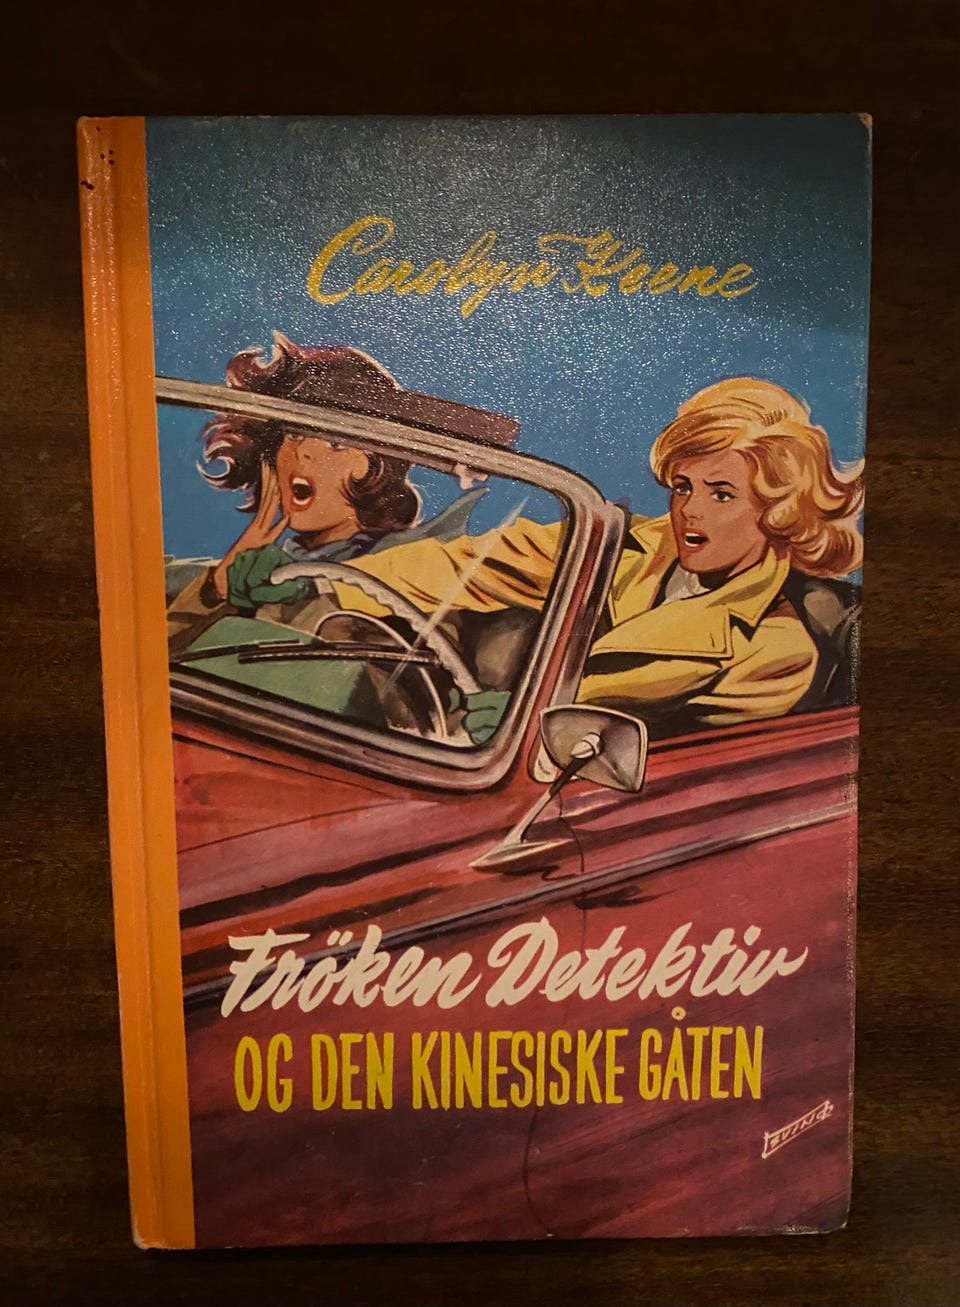 Carolyn Keene
Fröken Detektiv
OG DEN KINESISKE GÅTEN